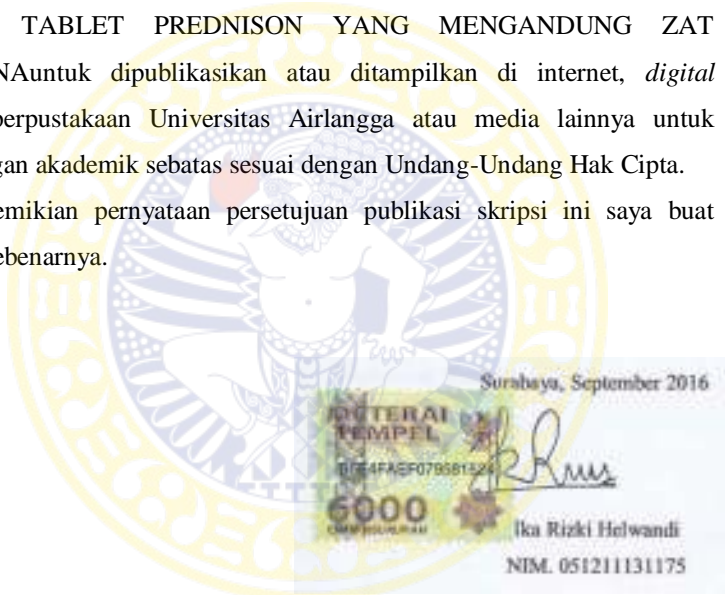 TABLET PREDNISON YANG MENGANDUNG ZAT
NAuntuk dipublikasikan atau ditampilkan di internet, digital
perpustakaan Universitas Airlangga atau media lainnya untuk
gan akademik sebatas sesuai dengan Undang-Undang Hak Cipta.
emikian pernyataan persetujuan publikasi skripsi ini saya buat
ebenarnya.
Surabaya, September 2016
METERAI
TEMPEL
6000
Ika Rizki Helwandi
NIM. 051211131175